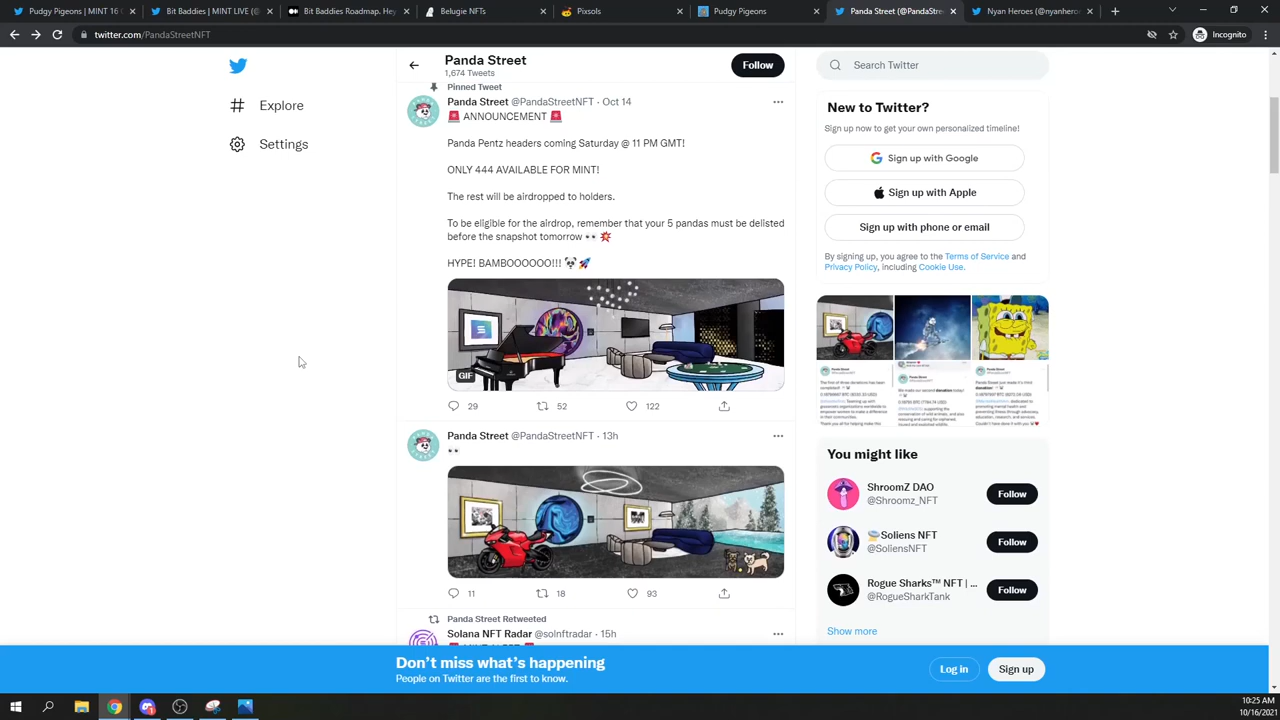 Pudgy Pigeons | MINT 16
Bit Baddies | MINT LIVE (
Bit Baddies Roadmap, Hey
Belugie NFTs
Pixsols
Pudgy Pigeons
Panda Street (@PandaStre
Nyan Heroes (@nyanhero
twitter.com/PandaStreetNFT
Incognito
Explore
Settings
Panda Street
1,674 Tweets
Follow
Pinned Tweet
Panda Street @PandaStreetNFT · Oct 14
🚨 ANNOUNCEMENT 🚨
Panda Pentz headers coming Saturday @ 11 PM GMT!
ONLY 444 AVAILABLE FOR MINT!
The rest will be airdropped to holders.
To be eligible for the airdrop, remember that your 5 pandas must be delisted
before the snapshot tomorrow 👀 💥
HYPE! BAMBOOOOOO!!! 🐼 🚀
GIF
29 52 122
Panda Street @PandaStreetNFT · 13h
👀
11 18 93
Panda Street Retweeted
Solana NFT Radar @solnftradar · 15h
Search Twitter
New to Twitter?
Sign up now to get your own personalized timeline!
Sign up with Google
Sign up with Apple
Sign up with phone or email
By signing up, you agree to the Terms of Service and
Privacy Policy, including Cookie Use.
You might like
ShroomZ DAO
@Shroomz_NFT
Follow
Soliens NFT
@SoliensNFT
Follow
Rogue Sharks™ NFT | ...
@RogueSharkTank
Follow
Show more
Don't miss what's happening
People on Twitter are the first to know.
Log in
Sign up
10:25 AM
10/16/2021